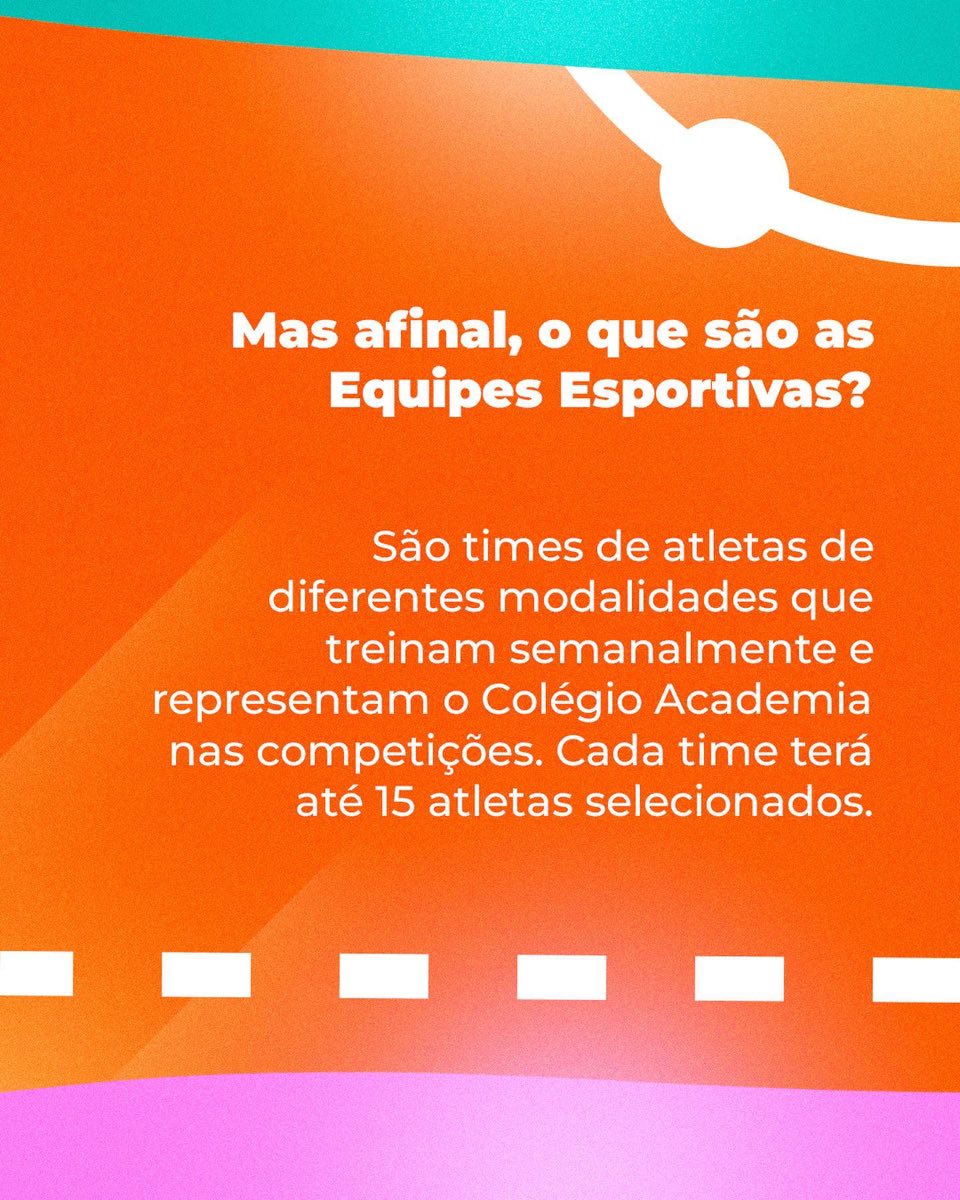 Mas afinal, o que são as
Equipes Esportivas?
São times de atletas de
diferentes modalidades que
treinam semanalmente e
representam o Colégio Academia
nas competições. Cada time terá
até 15 atletas selecionados.